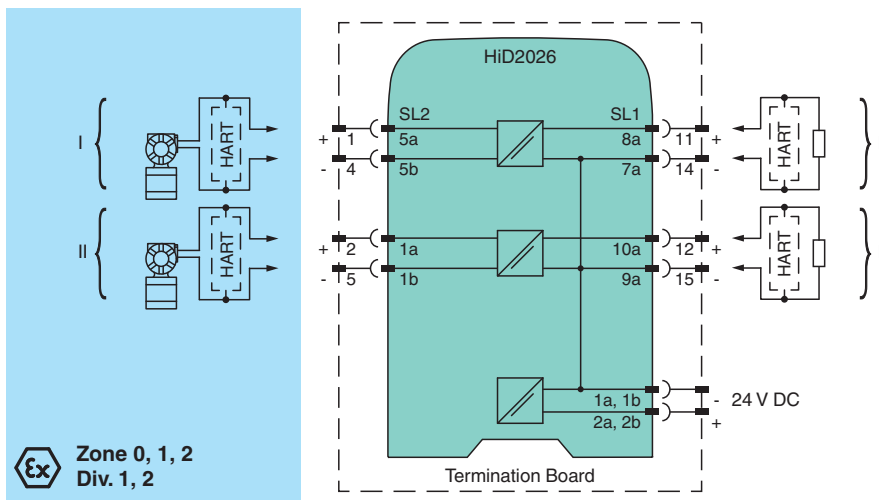 HiD2026
SL2 SL1
I HART + 1 5a 8a 11 + HART
- 4 5b 7a 14 -
II HART + 2 1a 10a 12 + HART
- 5 1b 9a 15 -
1a, 1b - 24 V DC
2a, 2b +
Ex Zone 0, 1, 2
Div. 1, 2
Termination Board